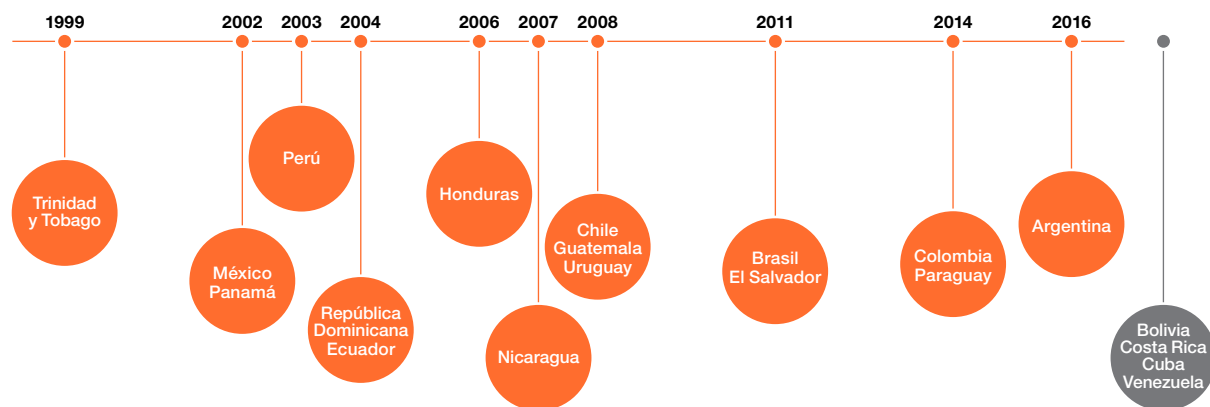 1999
2002
2003
2004
2006
2007
2008
2011
2014
2016
Trinidad
y Tobago
México
Panamá
Perú
República
Dominicana
Ecuador
Honduras
Nicaragua
Chile
Guatemala
Uruguay
Brasil
El Salvador
Colombia
Paraguay
Argentina
Bolivia
Costa Rica
Cuba
Venezuela